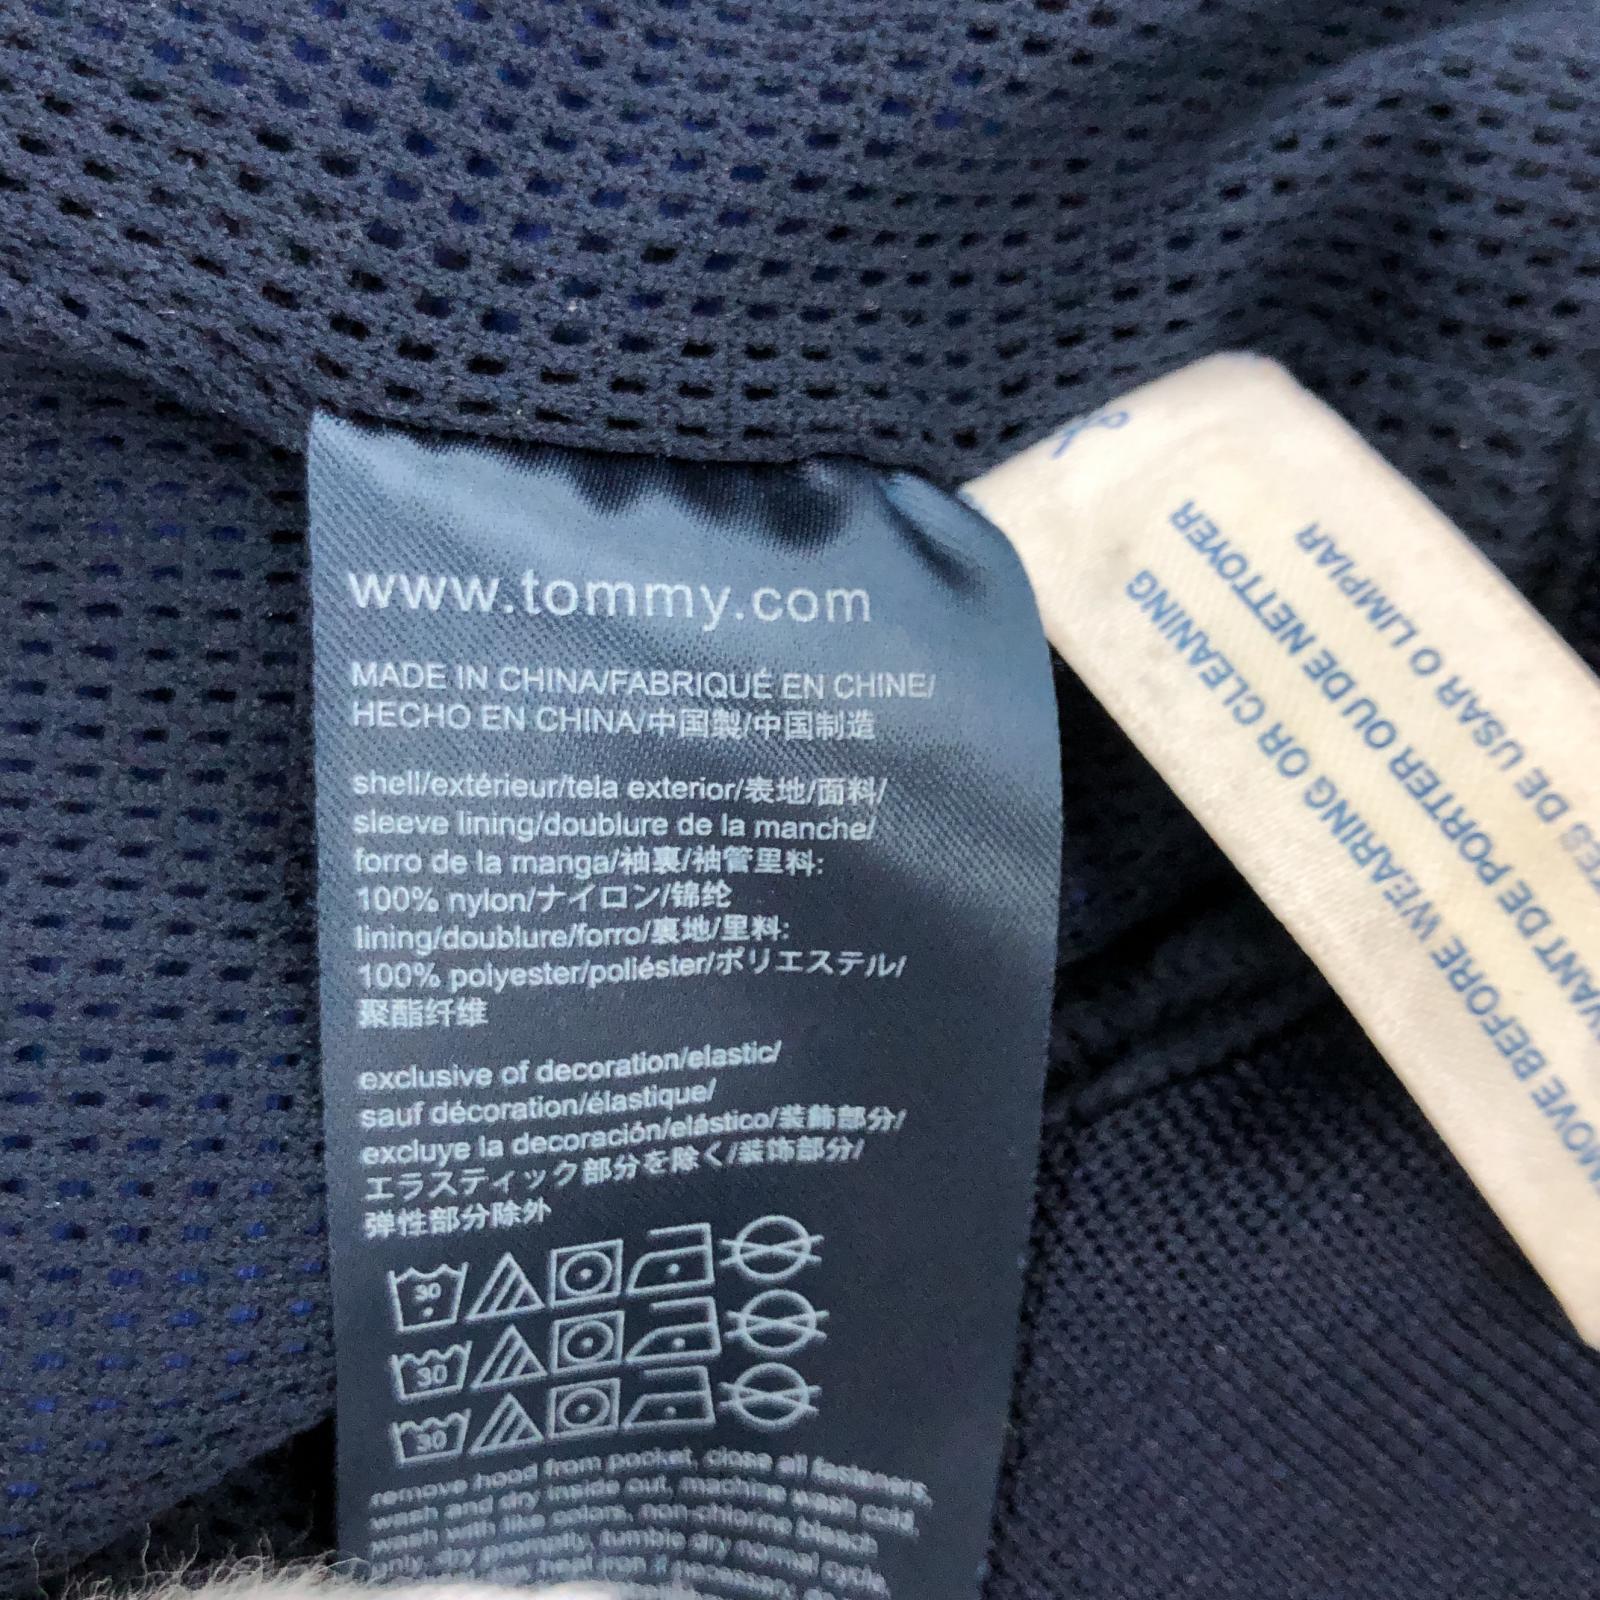 www.tommy.com
MADE IN CHINA/FABRIQUÉ EN CHINE/
HECHO EN CHINA/中国製/中国制造
shell/extérieur/tela exterior/表地/面料/
sleeve lining/doublure de la manche/
forro de la manga/袖裏/袖管里料:
100% nylon/ナイロン/锦纶
lining/doublure/forro/裏地/里料:
100% polyester/poliéster/ポリエステル/
聚酯纤维
exclusive of decoration/elastic/
sauf décoration/élastique/
excluye la decoración/elástico/装飾部分/
エラスティック部分を除く/装饰部分/
弹性部分除外
30
30
30
remove hood from pocket, close all fasteners,
wash and dry inside out, machine wash cold,
wash with like colors, non-chlorine bleach
only, dry promptly, tumble dry normal cycle
heat iron if necessary,
BEFORE WEARING OR CLEANING
DE PORTER OU DE NETTOYER
DE USAR O LIMPIAR